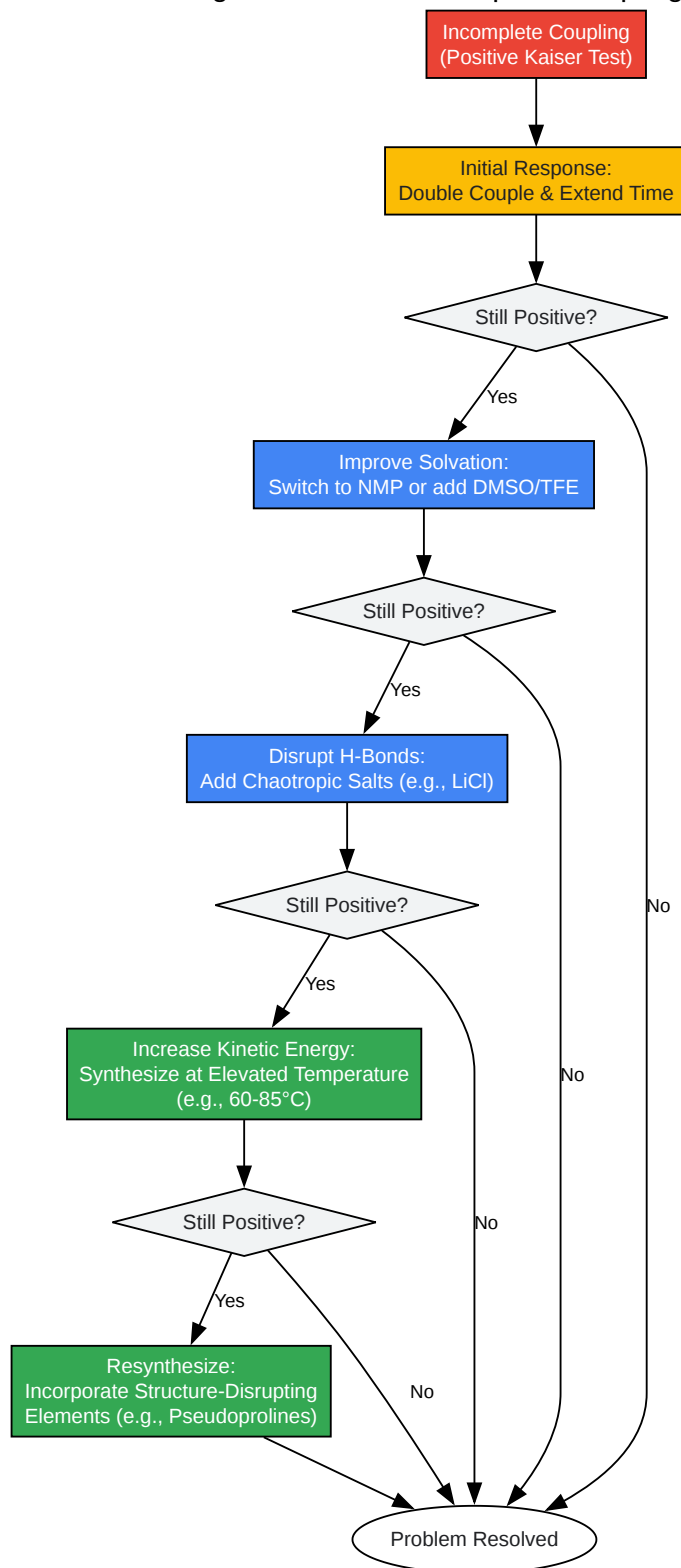 Incomplete Coupling
(Positive Kaiser Test)
Initial Response:
Double Couple & Extend Time
Still Positive?
Yes
Improve Solvation:
Switch to NMP or add DMSO/TFE
Still Positive?
Yes
Disrupt H-Bonds:
Add Chaotropic Salts (e.g., LiCl)
Still Positive?
No
Yes
Increase Kinetic Energy:
Synthesize at Elevated Temperature
(e.g., 60-85°C)
No
Still Positive?
No
Yes
Resynthesize:
Incorporate Structure-Disrupting
Elements (e.g., Pseudoprolines)
No
Problem Resolved